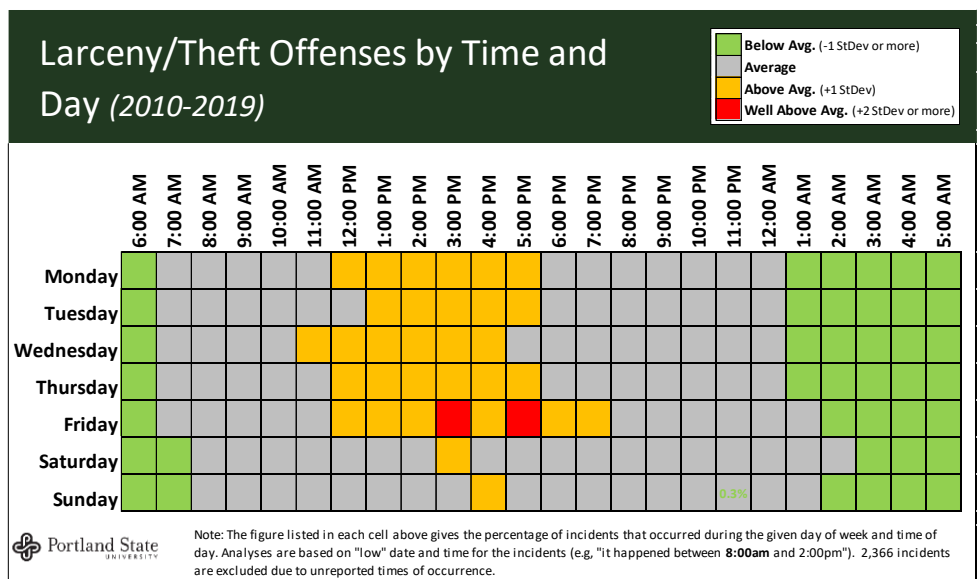 Larceny/Theft Offenses by Time and
Day (2010-2019)
Below Avg. (-1 StDev or more)
Average
Above Avg. (+1 StDev)
Well Above Avg. (+2 StDev or more)
6:00 AM
7:00 AM
8:00 AM
9:00 AM
10:00 AM
11:00 AM
12:00 PM
1:00 PM
2:00 PM
3:00 PM
4:00 PM
5:00 PM
6:00 PM
7:00 PM
8:00 PM
9:00 PM
10:00 PM
11:00 PM
12:00 AM
1:00 AM
2:00 AM
3:00 AM
4:00 AM
5:00 AM
Monday
Tuesday
Wednesday
Thursday
Friday
Saturday
Sunday
0.3%
Portland State
UNIVERSITY
Note: The figure listed in each cell above gives the percentage of incidents that occurred during the given day of week and time of
day. Analyses are based on "low" date and time for the incidents (e.g, "it happened between 8:00am and 2:00pm"). 2,366 incidents
are excluded due to unreported times of occurrence.